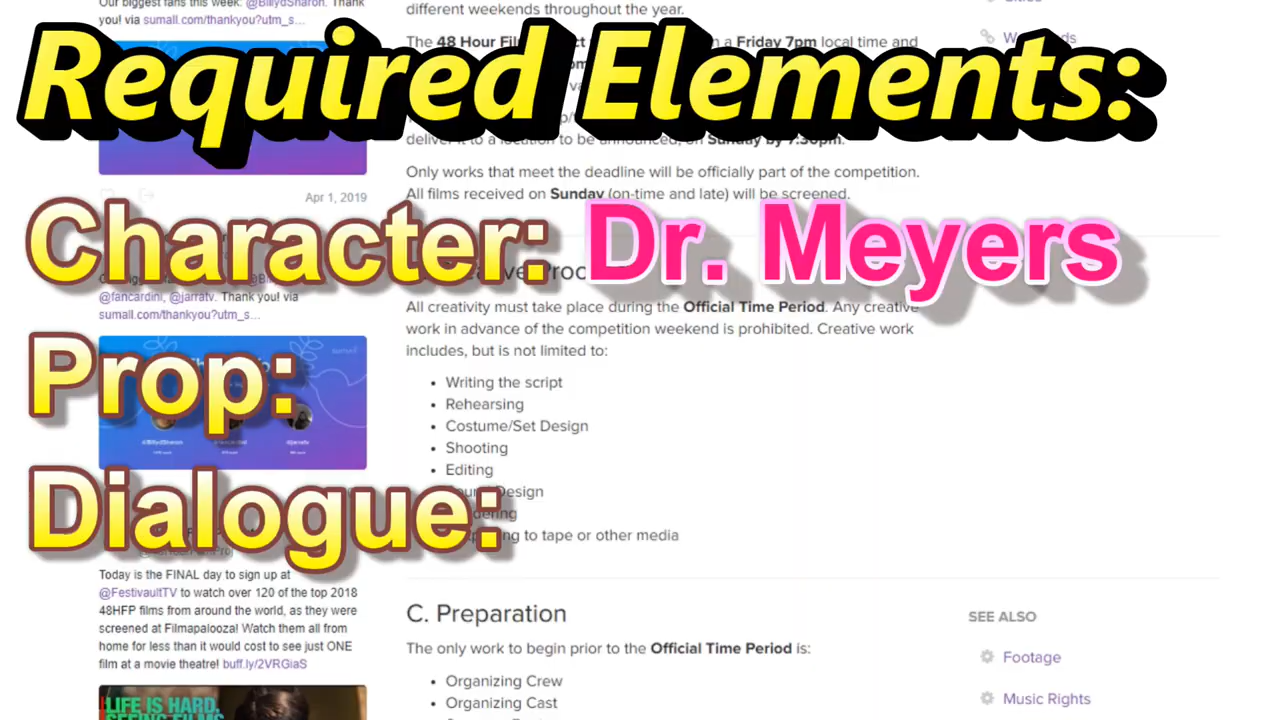 Our biggest fans this week: @BillydSharon. Thank
you! via sumall.com/thankyou?utm_s...
Apr 1, 2019
@fancardini, @jarratv. Thank you! via
sumall.com/thankyou?utm_s...
Today is the FINAL day to sign up at
@FestivaultTV to watch over 120 of the top 2018
48HFP films from around the world, as they were
screened at Filmapalooza! Watch them all from
home for less than it would cost to see just ONE
film at a movie theatre! buff.ly/2VRGiaS
LIFE IS HARD,
SEEING FILMS
Required Elements:
Character: Dr. Meyers
Prop:
Dialogue:
different weekends throughout the year.
The 48 Hour Film a Friday 7pm local time and
deliver it to a location to be announced, on Sunday by 7:30pm.
Only works that meet the deadline will be officially part of the competition.
All films received on Sunday (on-time and late) will be screened.
All creativity must take place during the Official Time Period. Any creative
work in advance of the competition weekend is prohibited. Creative work
includes, but is not limited to:
• Writing the script
• Rehearsing
• Costume/Set Design
• Shooting
• Editing
Design
to tape or other media
C. Preparation
The only work to begin prior to the Official Time Period is:
• Organizing Crew
• Organizing Cast
SEE ALSO
Footage
Music Rights